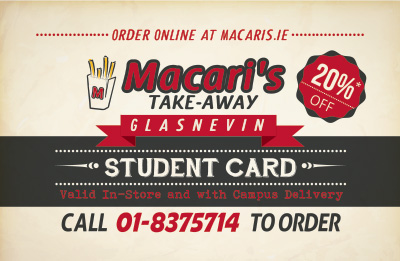 ORDER ONLINE AT MACARIS.IE
M
Macari's
TAKE-AWAY
20%*
OFF
GLASNEVIN
STUDENT CARD
Valid In-Store and with Campus Delivery
CALL 01-8375714 TO ORDER